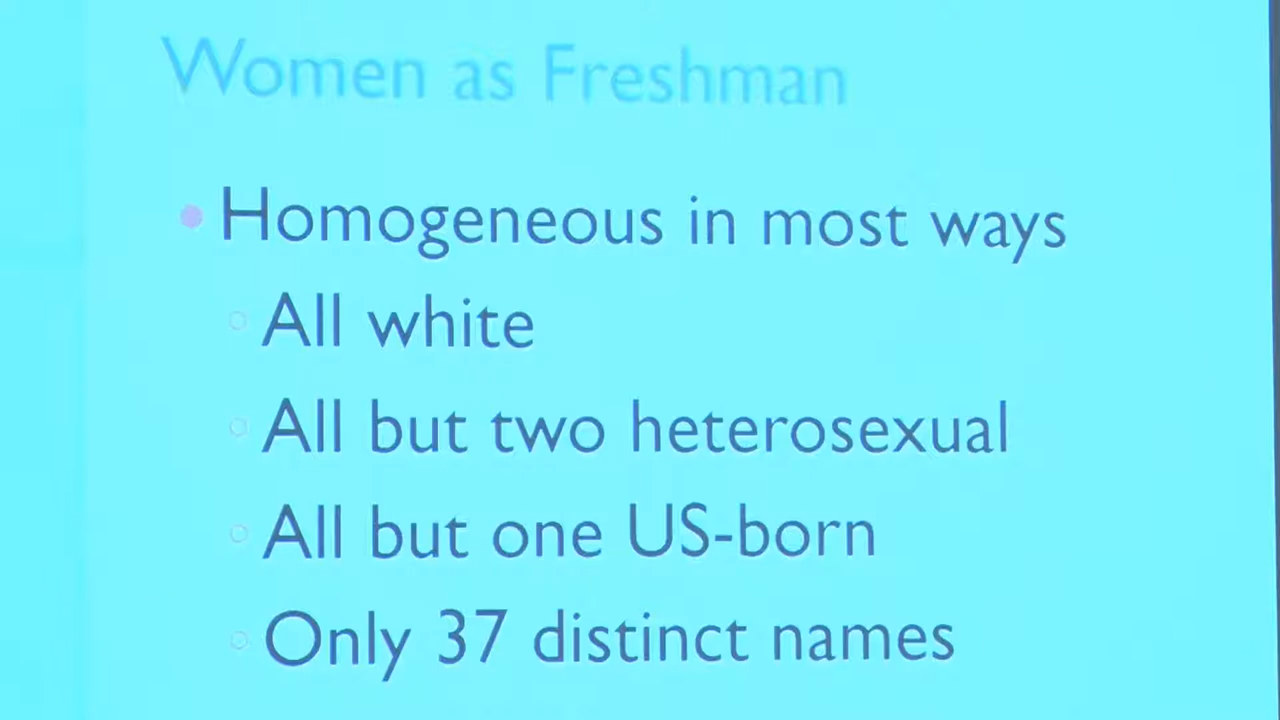 Women as Freshman
• Homogeneous in most ways
◦ All white
◦ All but two heterosexual
◦ All but one US-born
◦ Only 37 distinct names